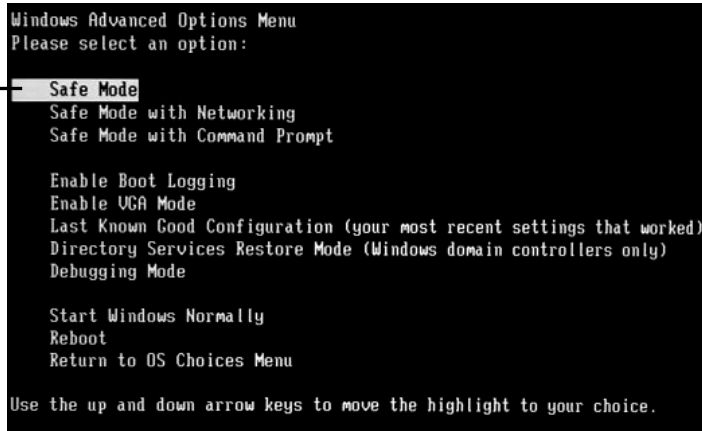 Windows Advanced Options Menu
Please select an option:
Safe Mode
Safe Mode with Networking
Safe Mode with Command Prompt
Enable Boot Logging
Enable VGA Mode
Last Known Good Configuration (your most recent settings that worked)
Directory Services Restore Mode (Windows domain controllers only)
Debugging Mode
Start Windows Normally
Reboot
Return to OS Choices Menu
Use the up and down arrow keys to move the highlight to your choice.